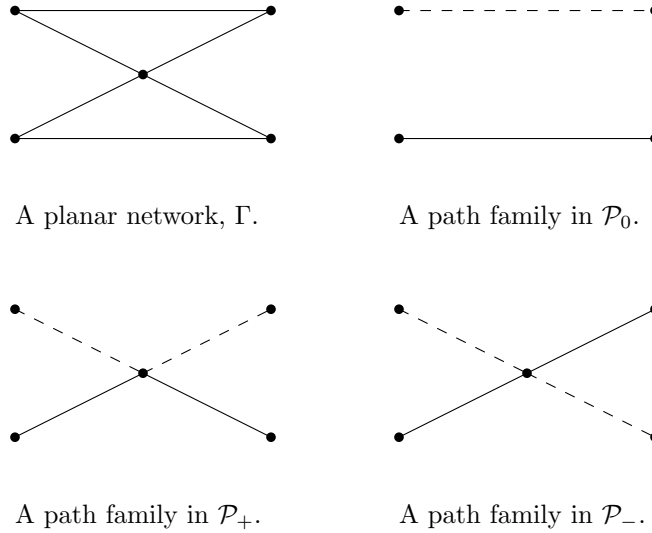 A planar network, Γ.
A path family in 𝒫₀.
A path family in 𝒫₊.
A path family in 𝒫₋.